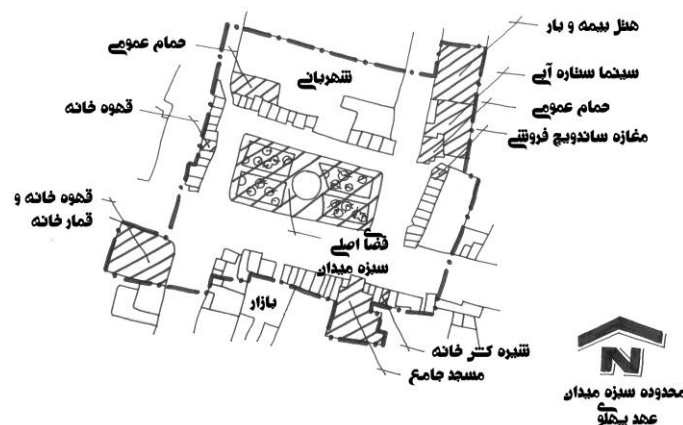 هتل بیمه و بار
حمام عمومی
شهربانی
سینما ستاره آبی
حمام عمومی
قهوه خانه
مغازه ساندویچ فروشی
قهوه خانه و
قمار خانه
فضا اصلی
سبزه میدان
بازار
شیره کش خانه
مسجد جامع
N
محدوده سبزه میدان
عهد پهلوی